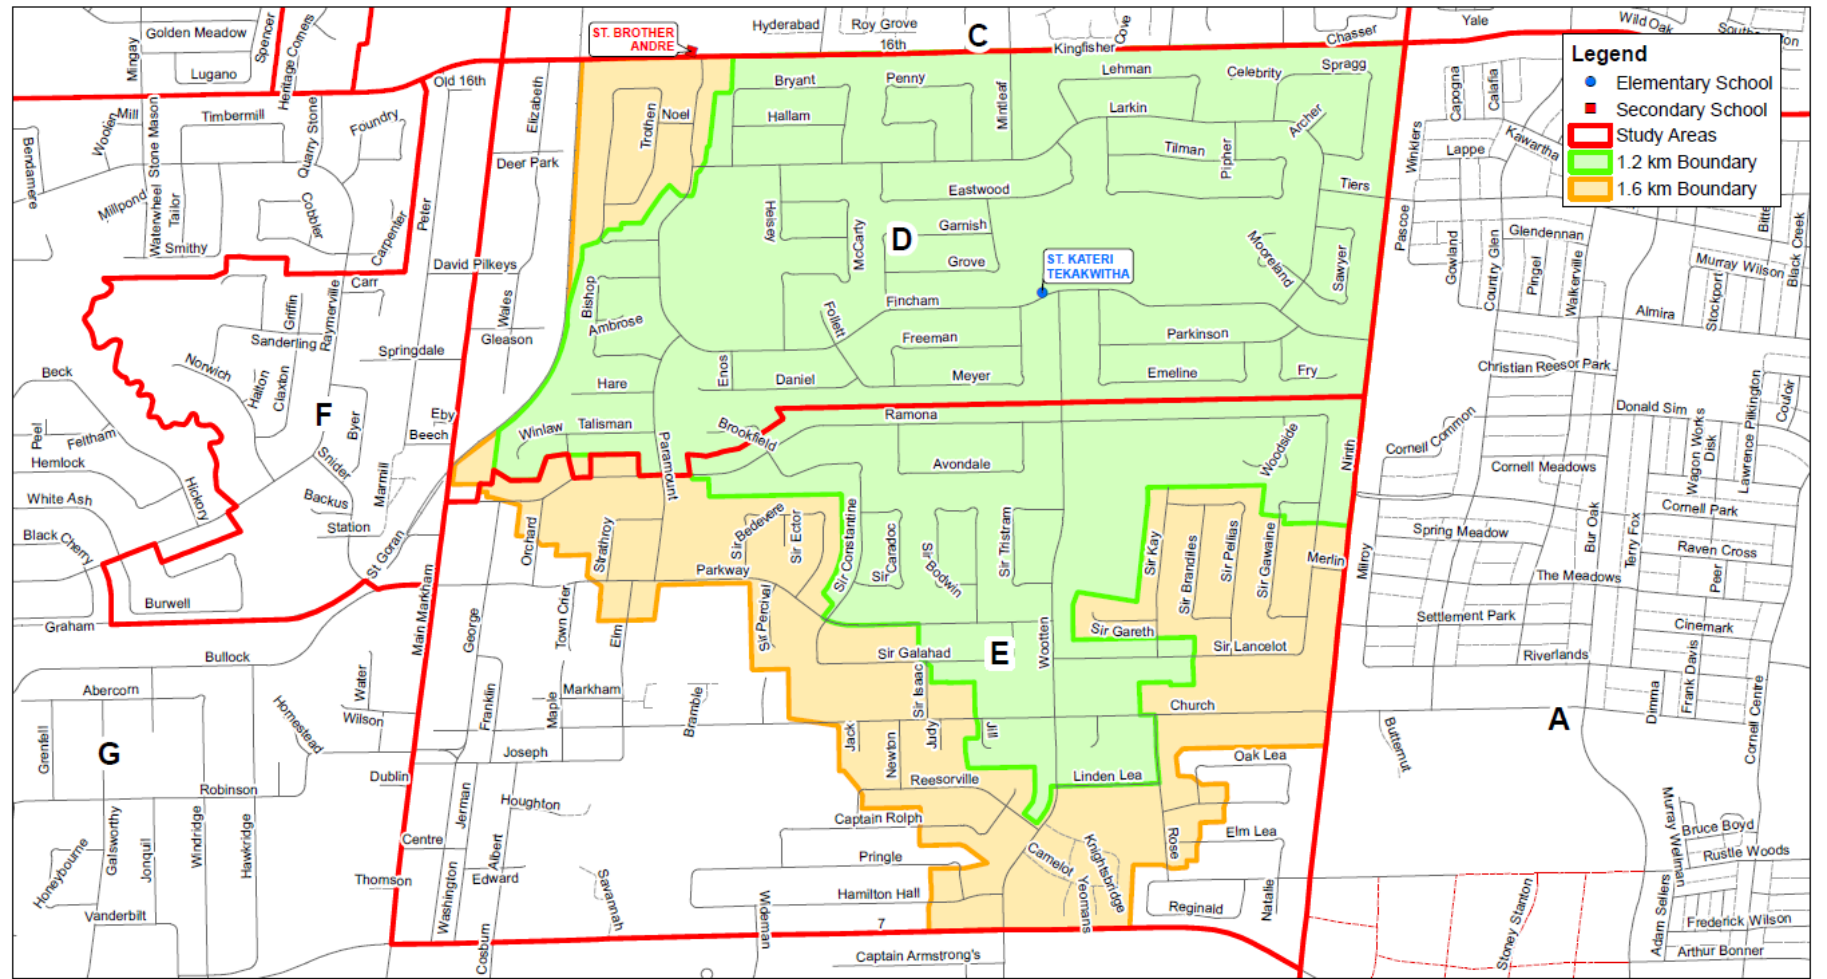 Golden Meadow
Mingay
Lugano
Spencer
Heritage Corners
Old 16th
ST. BROTHER
ANDRE
Hyderabad
Roy Grove
16th
C
Kingfisher
Cove
Chasser
Yale
Wild Oak
Legend
Elementary School
Secondary School
Study Areas
1.2 km Boundary
1.6 km Boundary
Woolen
Mill
Stone Mason
Timbermill
Quarry Stone
Foundry
Bendamere
Millpond
Waterwheel
Tailor
Smithy
Cobbler
Carpenter
Peter
Elizabeth
Deer Park
David Pilkeys
Wales
Gleason
Trothen
Noel
Bryant
Hallam
Penny
Mintleaf
Lehman
Larkin
Celebrity
Spragg
Archer
Tilman
Pipher
Tiers
Eastwood
Heisey
McCarty
D
Garnish
Grove
ST. KATERI
TEKAKWITHA
Mooreland
Sawyer
Fincham
Follett
Freeman
Meyer
Parkinson
Emeline
Fry
Bishop
Ambrose
Hare
Enos
Daniel
Winlaw
Talisman
Paramount
Brookfield
Ramona
Avondale
Woodside
Ninth
Winklers
Capogna
Calafia
Lappe
Kawartha
Pascoe
Gowland
Country Glen
Glendennan
Pingel
Walkerville
Murray Wilson
Stockport
Black Creek
Almira
Christian Reesor Park
Donald Sim
Couloir
Lawrence Pilkington
Wagon Works
Disk
Cornell Common
Cornell Meadows
Cornell Park
Spring Meadow
Bur Oak
Terry Fox
Raven Cross
Peer
The Meadows
Milroy
Settlement Park
Cinemark
Riverlands
Frank Davis
Dimma
Cornell Centre
A
Butternut
Carr
Griffin
Raymerville
Sanderling
Norwich
Halton
Claxton
Springdale
Beck
Peel
Feltham
Hemlock
White Ash
Black Cherry
Hickory
F
Byer
Eby
Beech
Snider
Marmill
Backus
Station
St Goran
Burwell
Graham
Bullock
Main Markham
George
Orchard
Strathroy
Parkway
Town Crier
Elm
Sir Bedevere
Sir Ector
Sir Constantine
Sir Caradoc
Sir Bodwin
Sir Tristram
Sir Percival
Sir Kay
Sir Brandiles
Sir Pellias
Sir Gawaine
Merlin
Sir Gareth
Sir Lancelot
Wootten
E
Sir Galahad
Sir Isaac
Church
Judy
Jill
Jack
Newton
Reesorville
Linden Lea
Oak Lea
Elm Lea
Rose
Captain Rolph
Pringle
Hamilton Hall
Camelot
Knightsbridge
Yeomans
Reginald
Natalie
7
Captain Armstrong's
Wideman
Savannah
Abercorn
Grenfell
G
Homestead
Water
Wilson
Franklin
Maple
Markham
Bramble
Joseph
Dublin
Robinson
Houghton
Jerman
Centre
Albert
Edward
Thomson
Washington
Cosburn
Honeybourne
Galsworthy
Jonquil
Windridge
Hawkridge
Vanderbilt
Murray Welman
Bruce Boyd
Rustle Woods
Adam Sellers
Frederick Wilson
Arthur Bonner
Stoney Stanton